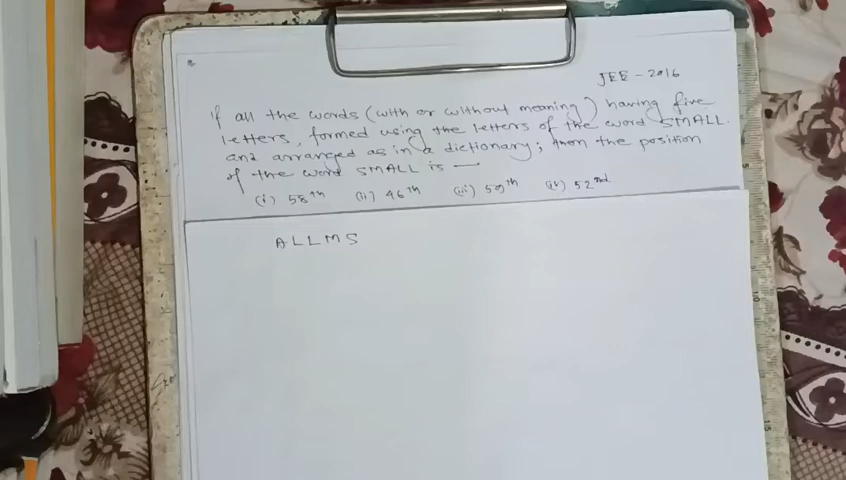 JEE - 2016
If all the words (with or without meaning) having five
letters, formed using the letters of the word SMALL.
and arranged as in a dictionary; then the position
of the word SMALL is —
(i) 58th (ii) 46th (iii) 59th (iv) 52nd
A L L M S